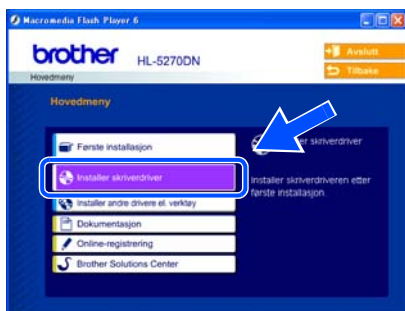 Macromedia Flash Player 6
brother HL-5270DN
Avslutt
Tilbake
Hovedmeny
Hovedmeny
Første installasjon
Installer skriverdriver
Installer andre drivere el. verktøy
Dokumentasjon
Online-registrering
Brother Solutions Center
skriverdriver
Installer skriverdriveren etter
første installasjon.